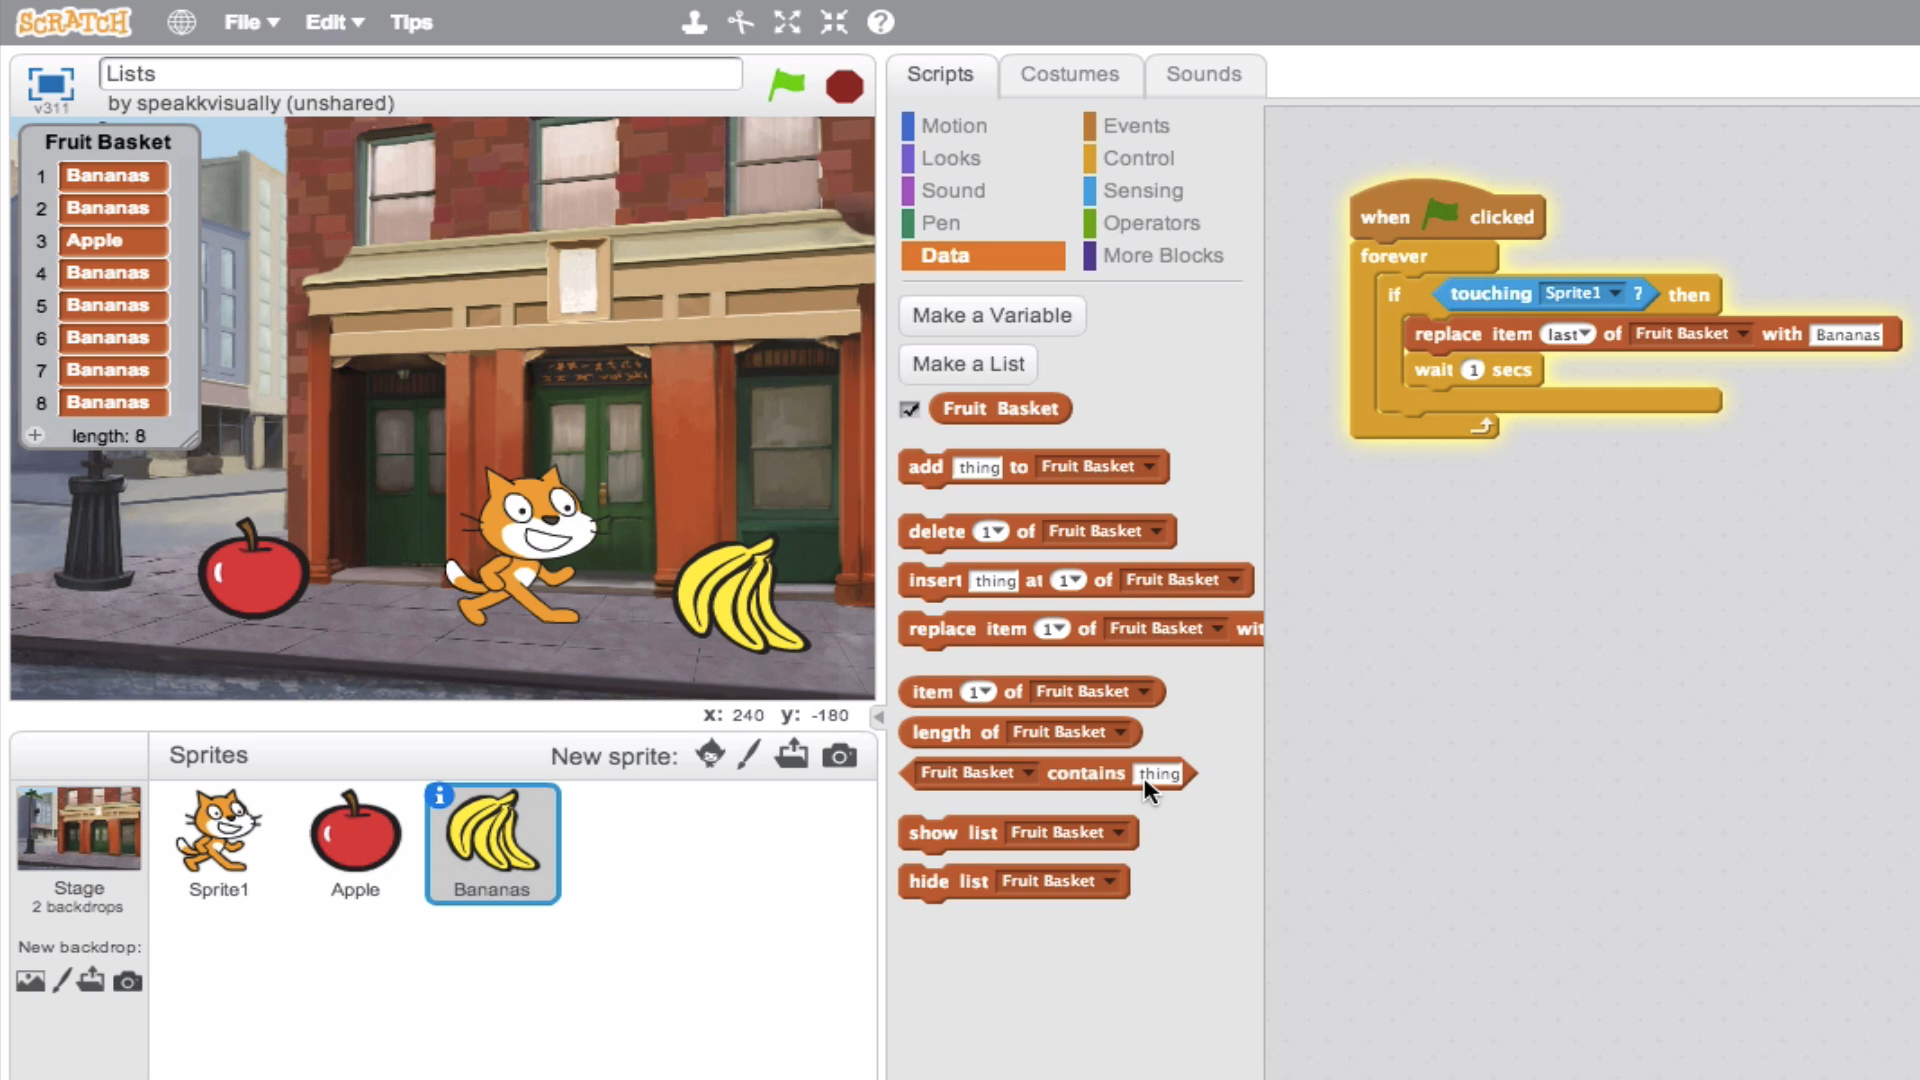 SCRATCH File Edit Tips ?
v311
Lists
by speakkvisually (unshared)
Fruit Basket
1 Bananas
2 Bananas
3 Apple
4 Bananas
5 Bananas
6 Bananas
7 Bananas
8 Bananas
+ length: 8
x: 240 y: -180
Sprites New sprite:
Sprite1 Apple i Bananas
Stage
2 backdrops
New backdrop:
Scripts Costumes Sounds
Motion Events
Looks Control
Sound Sensing
Pen Operators
Data More Blocks
Make a Variable
Make a List
Fruit Basket
add thing to Fruit Basket
delete 1 of Fruit Basket
insert thing at 1 of Fruit Basket
replace item 1 of Fruit Basket wit
item 1 of Fruit Basket
length of Fruit Basket
Fruit Basket contains thing
show list Fruit Basket
hide list Fruit Basket
when clicked
forever
if touching Sprite1 ? then
replace item last of Fruit Basket with Bananas
wait 1 secs